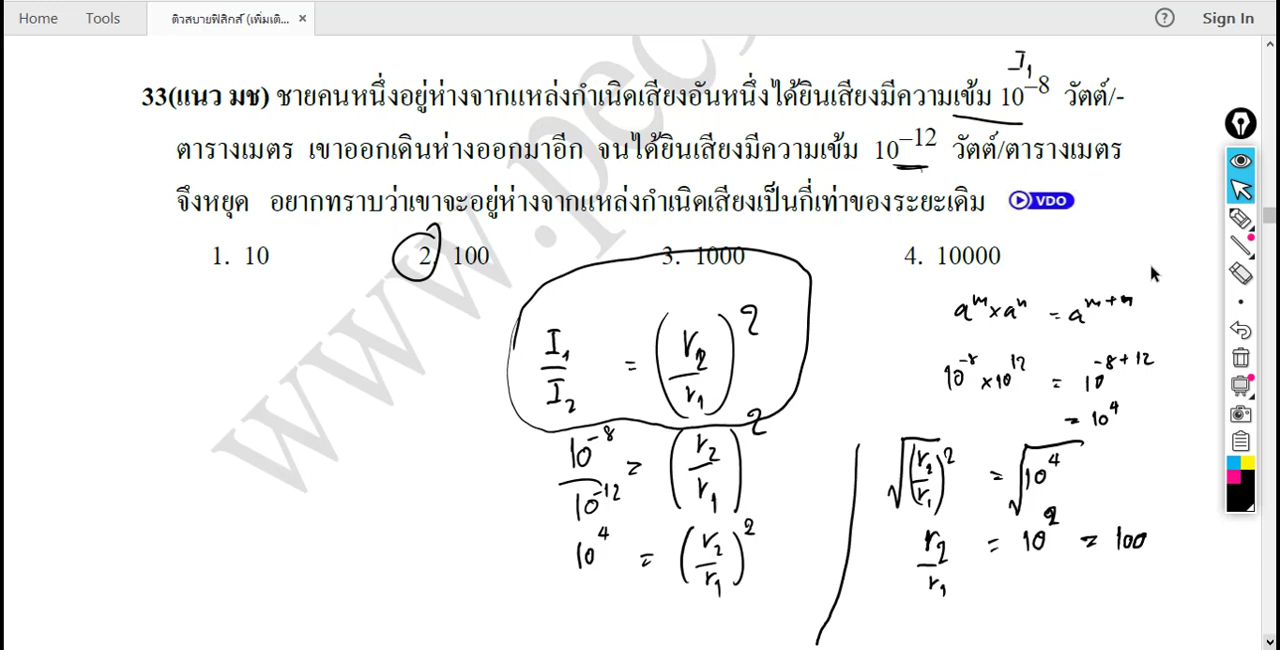 Home Tools ติวสบายฟิสิกส์ (เพิ่มเติ... × ? Sign In
I₁
33(แนว มช) ชายคนหนึ่งอยู่ห่างจากแหล่งกำเนิดเสียงอันหนึ่งได้ยินเสียงมีความเข้ม 10⁻⁸ วัตต์/-
ตารางเมตร เขาออกเดินห่างออกมาอีก จนได้ยินเสียงมีความเข้ม 10⁻¹² วัตต์/ตารางเมตร
จึงหยุด อยากทราบว่าเขาจะอยู่ห่างจากแหล่งกำเนิดเสียงเป็นกี่เท่าของระยะเดิม VDO
1. 10 2. 100 3. 1000 4. 10000
I₁/I₂ = (r₂/r₁)²
10⁻⁸/10⁻¹² = (r₂/r₁)²
10⁴ = (r₂/r₁)²
aᵐ×aⁿ = aᵐ⁺ⁿ
10⁻⁸×10¹² = 10⁻⁸⁺¹²
= 10⁴
√(r₂/r₁)² = √10⁴
r₂/r₁ = 10² = 100
www.pec